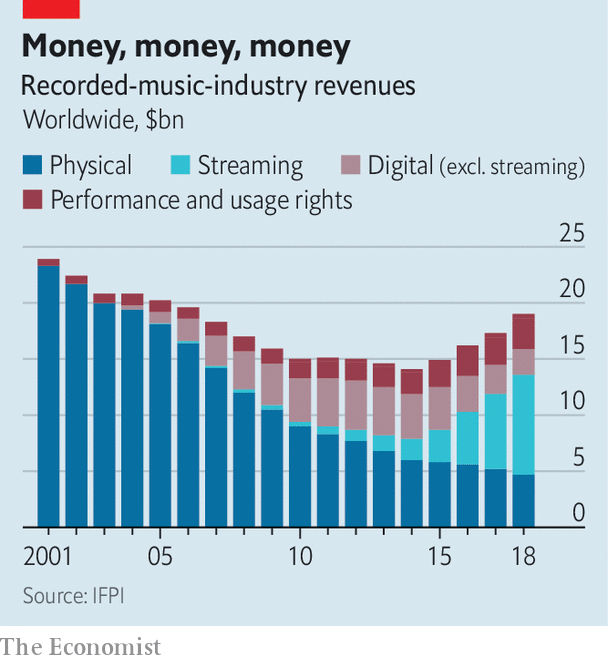 Money, money, money
Recorded-music-industry revenues
Worldwide, $bn
Physical Streaming Digital (excl. streaming)
Performance and usage rights
25
20
15
10
5
0
2001 05 10 15 18
Source: IFPI
The Economist